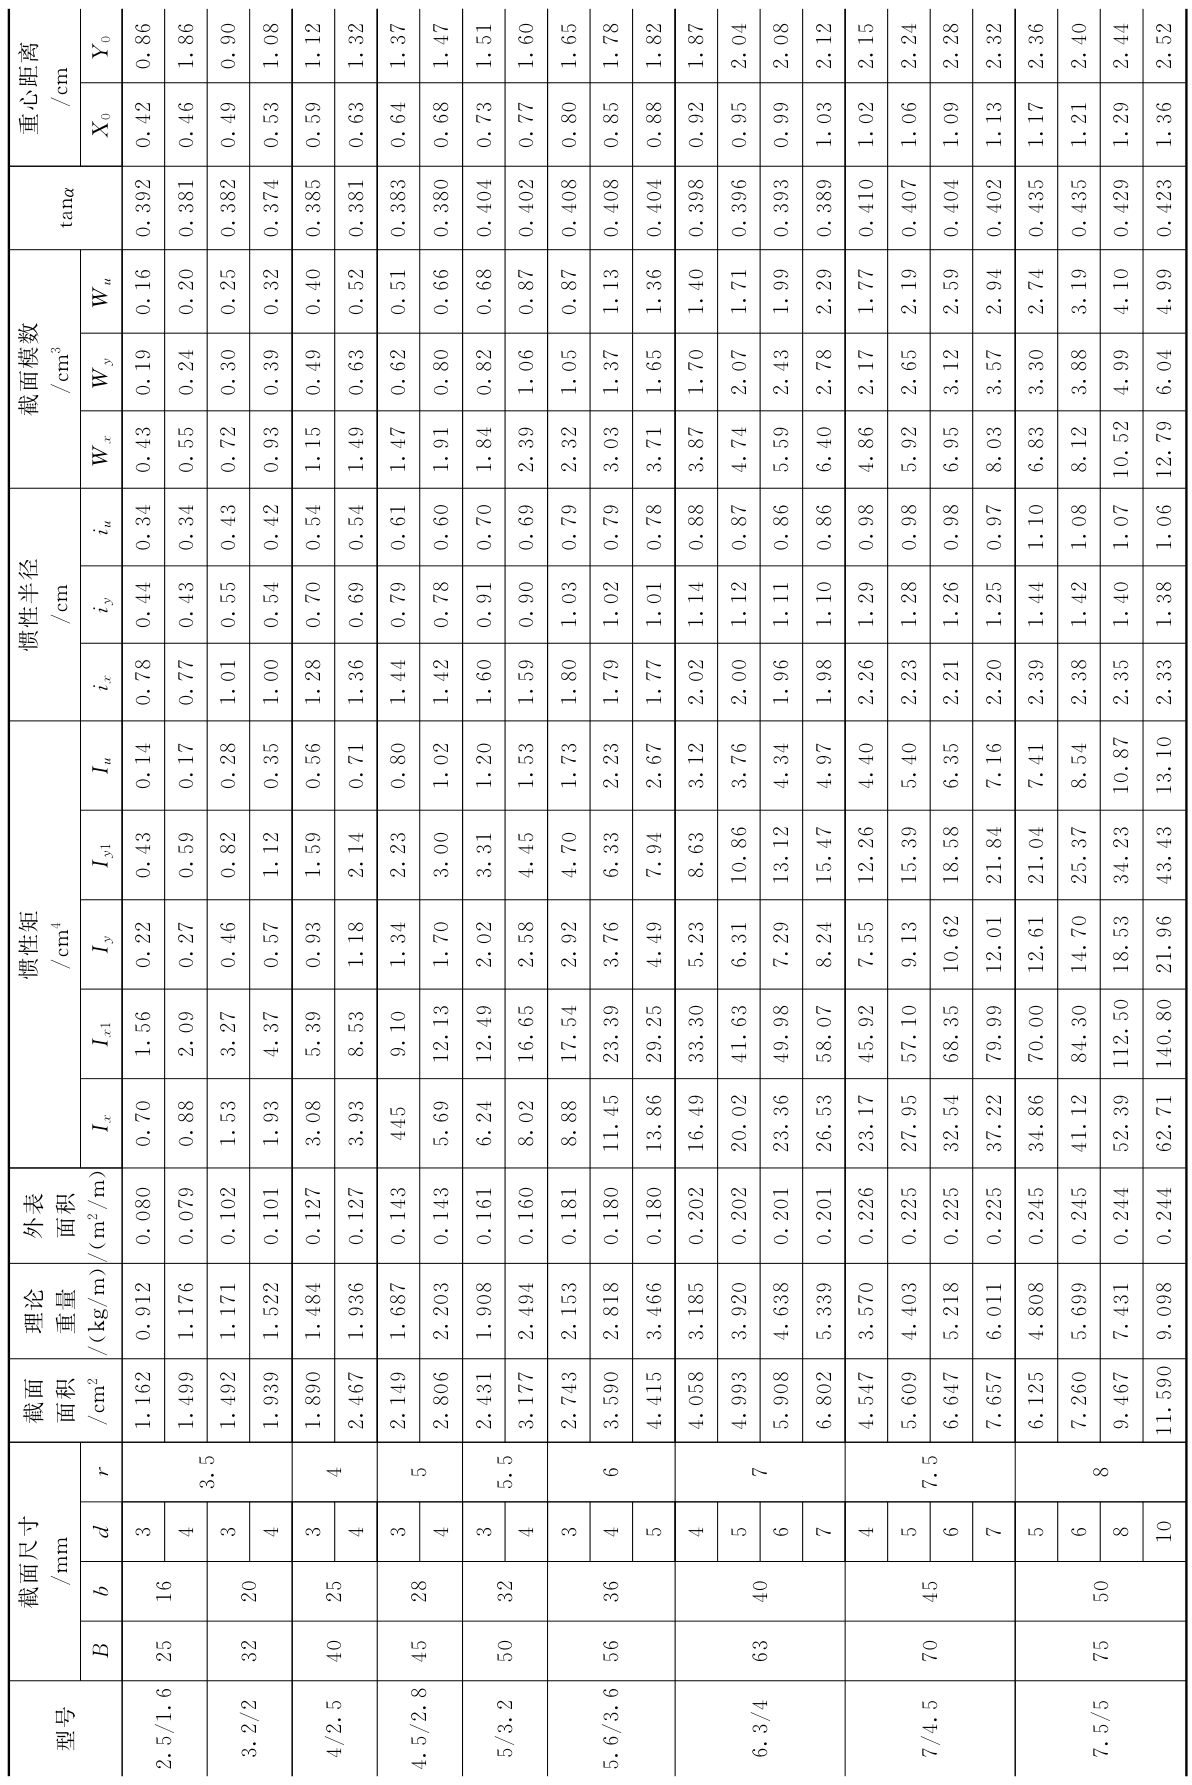 型号 截面尺寸/mm 截面面积/cm² 理论重量/(kg/m) 外表面积/(m²/m) 惯性矩/cm⁴ 惯性半径/cm 截面模数/cm³ tanα 重心距离/cm
B b d r Iₓ Iₓ₁ I_y I_y1 I_u iₓ i_y i_u Wₓ W_y W_u X₀ Y₀
2.5/1.6 25 16 3 3.5 1.162 0.912 0.080 0.70 1.56 0.22 0.43 0.14 0.78 0.44 0.34 0.43 0.19 0.16 0.392 0.42 0.86
4 1.499 1.176 0.079 0.88 2.09 0.27 0.59 0.17 0.77 0.43 0.34 0.55 0.24 0.20 0.381 0.46 1.86
3.2/2 32 20 3 1.492 1.171 0.102 1.53 3.27 0.46 0.82 0.28 1.01 0.55 0.43 0.72 0.30 0.25 0.382 0.49 0.90
4 1.939 1.522 0.101 1.93 4.37 0.57 1.12 0.35 1.00 0.54 0.42 0.93 0.39 0.32 0.374 0.53 1.08
4/2.5 40 25 3 4 1.890 1.484 0.127 3.08 5.39 0.93 1.59 0.56 1.28 0.70 0.54 1.15 0.49 0.40 0.385 0.59 1.12
4 2.467 1.936 0.127 3.93 8.53 1.18 2.14 0.71 1.36 0.69 0.54 1.49 0.63 0.52 0.381 0.63 1.32
4.5/2.8 45 28 3 5 2.149 1.687 0.143 445 9.10 1.34 2.23 0.80 1.44 0.79 0.61 1.47 0.62 0.51 0.383 0.64 1.37
4 2.806 2.203 0.143 5.69 12.13 1.70 3.00 1.02 1.42 0.78 0.60 1.91 0.80 0.66 0.380 0.68 1.47
5/3.2 50 32 3 5.5 2.431 1.908 0.161 6.24 12.49 2.02 3.31 1.20 1.60 0.91 0.70 1.84 0.82 0.68 0.404 0.73 1.51
4 3.177 2.494 0.160 8.02 16.65 2.58 4.45 1.53 1.59 0.90 0.69 2.39 1.06 0.87 0.402 0.77 1.60
5.6/3.6 56 36 3 6 2.743 2.153 0.181 8.88 17.54 2.92 4.70 1.73 1.80 1.03 0.79 2.32 1.05 0.87 0.408 0.80 1.65
4 3.590 2.818 0.180 11.45 23.39 3.76 6.33 2.23 1.79 1.02 0.79 3.03 1.37 1.13 0.408 0.85 1.78
5 4.415 3.466 0.180 13.86 29.25 4.49 7.94 2.67 1.77 1.01 0.78 3.71 1.65 1.36 0.404 0.88 1.82
6.3/4 63 40 4 7 4.058 3.185 0.202 16.49 33.30 5.23 8.63 3.12 2.02 1.14 0.88 3.87 1.70 1.40 0.398 0.92 1.87
5 4.993 3.920 0.202 20.02 41.63 6.31 10.86 3.76 2.00 1.12 0.87 4.74 2.07 1.71 0.396 0.95 2.04
6 5.908 4.638 0.201 23.36 49.98 7.29 13.12 4.34 1.96 1.11 0.86 5.59 2.43 1.99 0.393 0.99 2.08
7 6.802 5.339 0.201 26.53 58.07 8.24 15.47 4.97 1.98 1.10 0.86 6.40 2.78 2.29 0.389 1.03 2.12
7/4.5 70 45 4 7.5 4.547 3.570 0.226 23.17 45.92 7.55 12.26 4.40 2.26 1.29 0.98 4.86 2.17 1.77 0.410 1.02 2.15
5 5.609 4.403 0.225 27.95 57.10 9.13 15.39 5.40 2.23 1.28 0.98 5.92 2.65 2.19 0.407 1.06 2.24
6 6.647 5.218 0.225 32.54 68.35 10.62 18.58 6.35 2.21 1.26 0.98 6.95 3.12 2.59 0.404 1.09 2.28
7 7.657 6.011 0.225 37.22 79.99 12.01 21.84 7.16 2.20 1.25 0.97 8.03 3.57 2.94 0.402 1.13 2.32
7.5/5 75 50 5 8 6.125 4.808 0.245 34.86 70.00 12.61 21.04 7.41 2.39 1.44 1.10 6.83 3.30 2.74 0.435 1.17 2.36
6 7.260 5.699 0.245 41.12 84.30 14.70 25.37 8.54 2.38 1.42 1.08 8.12 3.88 3.19 0.435 1.21 2.40
8 9.467 7.431 0.244 52.39 112.50 18.53 34.23 10.87 2.35 1.40 1.07 10.52 4.99 4.10 0.429 1.29 2.44
10 11.590 9.098 0.244 62.71 140.80 21.96 43.43 13.10 2.33 1.38 1.06 12.79 6.04 4.99 0.423 1.36 2.52